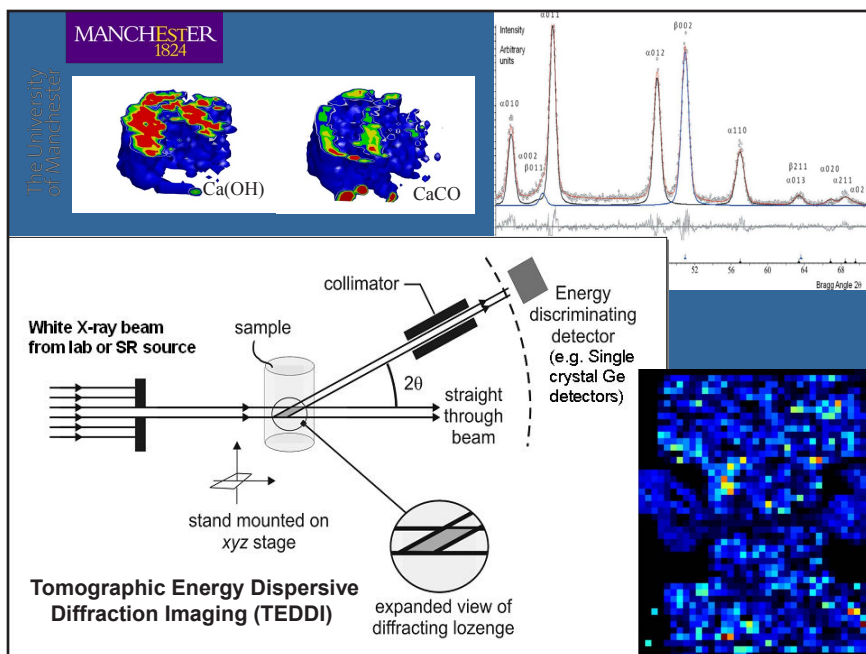 MANCHESTER
1824
The University
of Manchester
Ca(OH)
CaCO
Intensity
Arbitrary
units
α010
α002
β011
α011
α012
β002
α110
β211
α013
α020
α211
α02
52
56
60
64
68
Bragg Angle 2θ
White X-ray beam
from lab or SR source
sample
collimator
Energy
discriminating
detector
(e.g. Single
crystal Ge
detectors)
2θ
straight
through
beam
stand mounted on
xyz stage
expanded view of
diffracting lozenge
Tomographic Energy Dispersive
Diffraction Imaging (TEDDI)